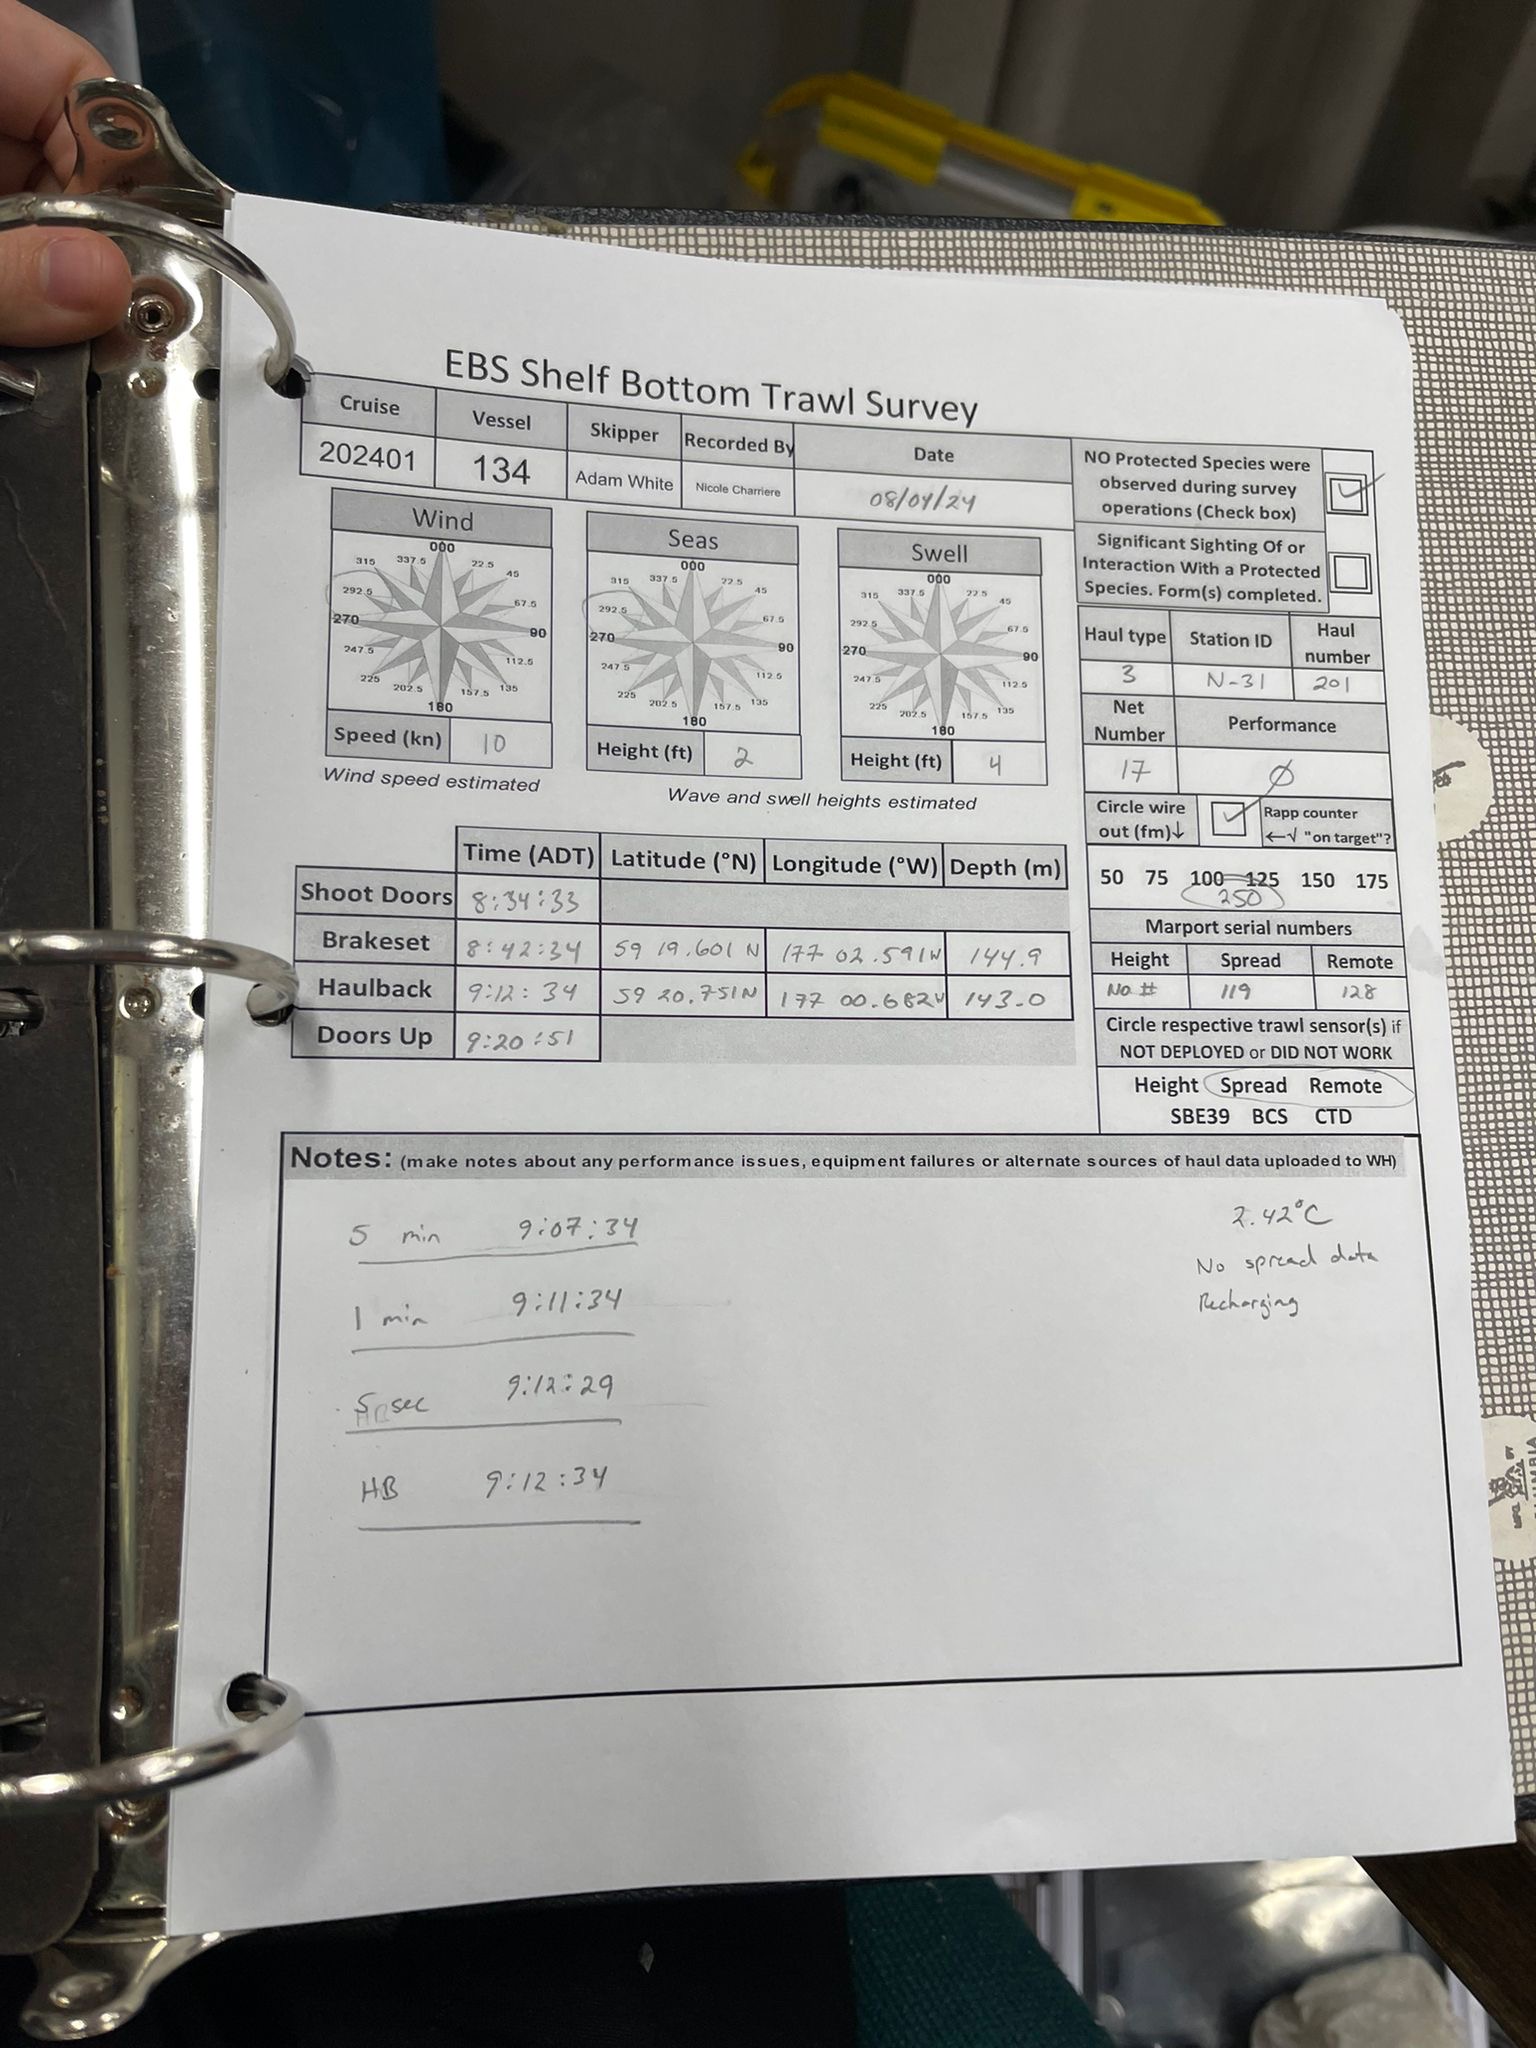 EBS Shelf Bottom Trawl Survey
Cruise Vessel Skipper Recorded By Date
202401 134 Adam White Nicole Charriere 08/04/24
NO Protected Species were
observed during survey
operations (Check box)
Significant Sighting Of or
Interaction With a Protected
Species. Form(s) completed.
Wind
000
22.5
45
67.5
90
112.5
135
157.5
180
202.5
225
247.5
270
292.5
315
337.5
Speed (kn) 10
Wind speed estimated
Seas
000
22.5
45
67.5
90
112.5
135
157.5
180
202.5
225
247.5
270
292.5
315
337.5
Height (ft) 2
Swell
000
22.5
45
67.5
90
112.5
135
157.5
180
202.5
225
247.5
270
292.5
315
337.5
Height (ft) 4
Wave and swell heights estimated
Haul type Station ID Haul number
3 N-31 201
Net Number Performance
17 Ø
Circle wire
out (fm)↓
Rapp counter
←√ "on target"?
50 75 100 125 150 175
250
Marport serial numbers
Height Spread Remote
No # 119 128
Circle respective trawl sensor(s) if
NOT DEPLOYED or DID NOT WORK
Height Spread Remote
SBE39 BCS CTD
Time (ADT) Latitude (°N) Longitude (°W) Depth (m)
Shoot Doors 8:34:33
Brakeset 8:42:34 59 19.601 N 177 02.591W 144.9
Haulback 9:12:34 59 20.751N 177 00.682W 143.0
Doors Up 9:20:51
Notes: (make notes about any performance issues, equipment failures or alternate sources of haul data uploaded to WH)
5 min 9:07:34
1 min 9:11:34
5 sec 9:12:29
HB 9:12:34
2.42°C
No spread data
Recharging